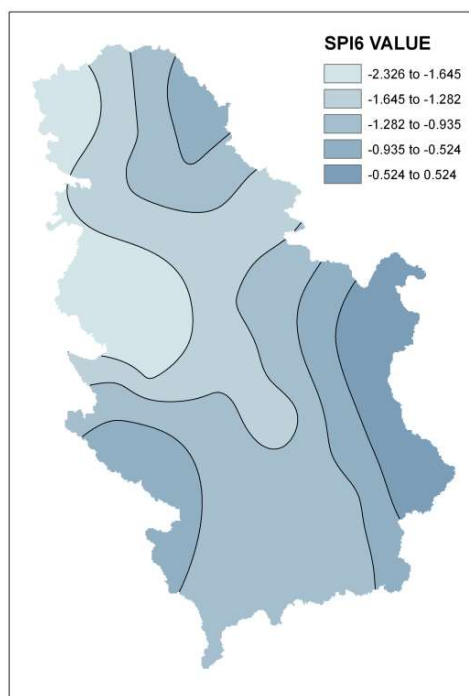 SPI6 VALUE
-2.326 to -1.645
-1.645 to -1.282
-1.282 to -0.935
-0.935 to -0.524
-0.524 to 0.524